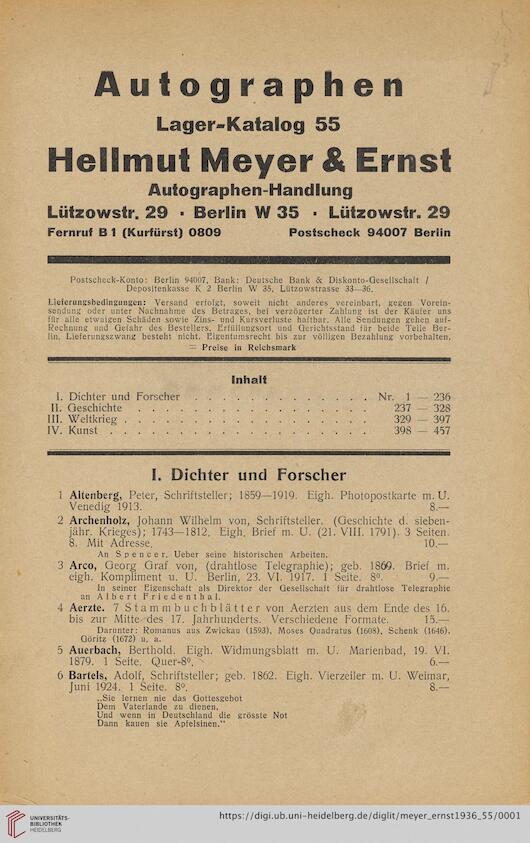 Autographen
Lager-Katalog 55
Hellmut Meyer & Ernst
Autographen-Handlung
Lützowstr. 29 · Berlin W 35 · Lützowstr. 29
Fernruf B 1 (Kurfürst) 0809 Postscheck 94007 Berlin
Postscheck-Konto: Berlin 94007, Bank: Deutsche Bank & Diskonto-Gesellschaft /
Depositenkasse K 2 Berlin W 35, Lützowstrasse 33—36.
Lieferungsbedingungen: Versand erfolgt, soweit nicht anderes vereinbart, gegen Vorein-
sendung oder unter Nachnahme des Betrages, bei verzögerter Zahlung ist der Käufer uns
für alle etwaigen Schäden sowie Zins- und Kursverluste haftbar. Alle Sendungen gehen auf
Rechnung und Gefahr des Bestellers. Erfüllungsort und Gerichtsstand für beide Teile Ber-
lin. Lieferungszwang besteht nicht. Eigentumsrecht bis zur völligen Bezahlung vorbehalten.
= Preise in Reichsmark
Inhalt
I. Dichter und Forscher . . . . . . . . . . . Nr. 1 — 236
II. Geschichte . . . . . . . . . . . . . 237 — 328
III. Weltkrieg . . . . . . . . . . . . . 329 — 397
IV. Kunst . . . . . . . . . . . . . . 398 — 457
I. Dichter und Forscher
1 Altenberg, Peter, Schriftsteller; 1859—1919. Eigh. Photopostkarte m. U.
Venedig 1913. 8.—
2 Archenholz, Johann Wilhelm von, Schriftsteller. (Geschichte d. sieben-
jähr. Krieges); 1743—1812. Eigh. Brief m. U. (21. VIII. 1791). 3 Seiten.
8. Mit Adresse. 10.—
An Spencer. Ueber seine historischen Arbeiten.
3 Arco, Georg Graf von, (drahtlose Telegraphie); geb. 1869. Brief m.
eigh. Kompliment u. U. Berlin, 23. VI. 1917. 1 Seite. 8⁰. 9.—
In seiner Eigenschaft als Direktor der Gesellschaft für drahtlose Telegraphie
an Albert Friedenthal.
4 Aerzte. 7 Stammbuchblätter von Aerzten aus dem Ende des 16.
bis zur Mitte des 17. Jahrhunderts. Verschiedene Formate. 15.—
Darunter: Romanus aus Zwickau (1593), Moses Quadratus (1608), Schenk (1646),
Göritz (1672) u. a.
5 Auerbach, Berthold. Eigh. Widmungsblatt m. U. Marienbad, 19. VI.
1879. 1 Seite. Quer-8⁰. 6.—
6 Bartels, Adolf, Schriftsteller; geb. 1862. Eigh. Vierzeiler m. U. Weimar,
Juni 1924. 1 Seite. 8⁰. 8.—
„Sie lernen nie das Gottesgebot
Dem Vaterlande zu dienen,
Und wenn in Deutschland die grösste Not
Dann kauen sie Apfelsinen."
UNIVERSITÄTS-
BIBLIOTHEK
HEIDELBERG
https://digi.ub.uni-heidelberg.de/diglit/meyer_ernst1936_55/0001